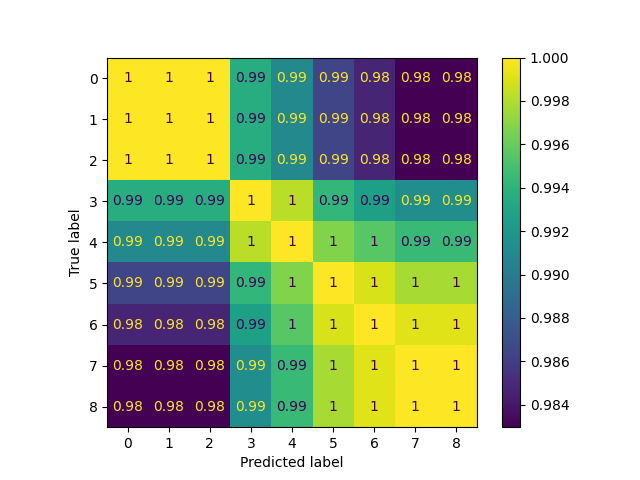 0 1 1 1 0.99 0.99 0.99 0.98 0.98 0.98
1 1 1 1 0.99 0.99 0.99 0.98 0.98 0.98
2 1 1 1 0.99 0.99 0.99 0.98 0.98 0.98
3 0.99 0.99 0.99 1 1 0.99 0.99 0.99 0.99
4 0.99 0.99 0.99 1 1 1 1 0.99 0.99
5 0.99 0.99 0.99 0.99 1 1 1 1 1
6 0.98 0.98 0.98 0.99 1 1 1 1 1
7 0.98 0.98 0.98 0.99 0.99 1 1 1 1
8 0.98 0.98 0.98 0.99 0.99 1 1 1 1
0 1 2 3 4 5 6 7 8
Predicted label
True label
1.000
0.998
0.996
0.994
0.992
0.990
0.988
0.986
0.984